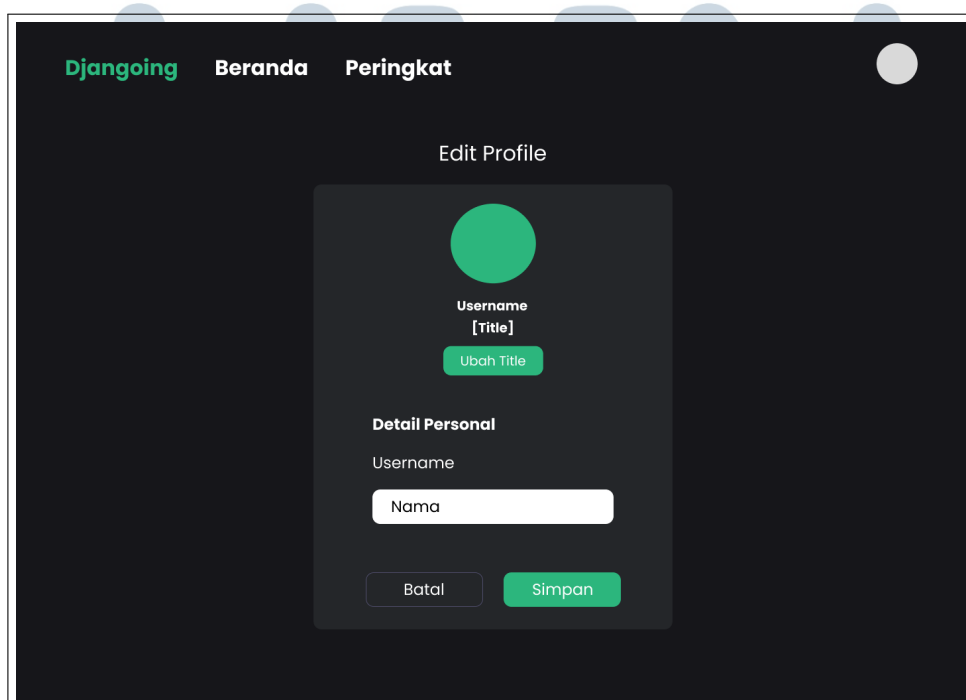 Djangoing Beranda Peringkat
Edit Profile
Username
[Title]
Ubah Title
Detail Personal
Username
Nama
Batal Simpan